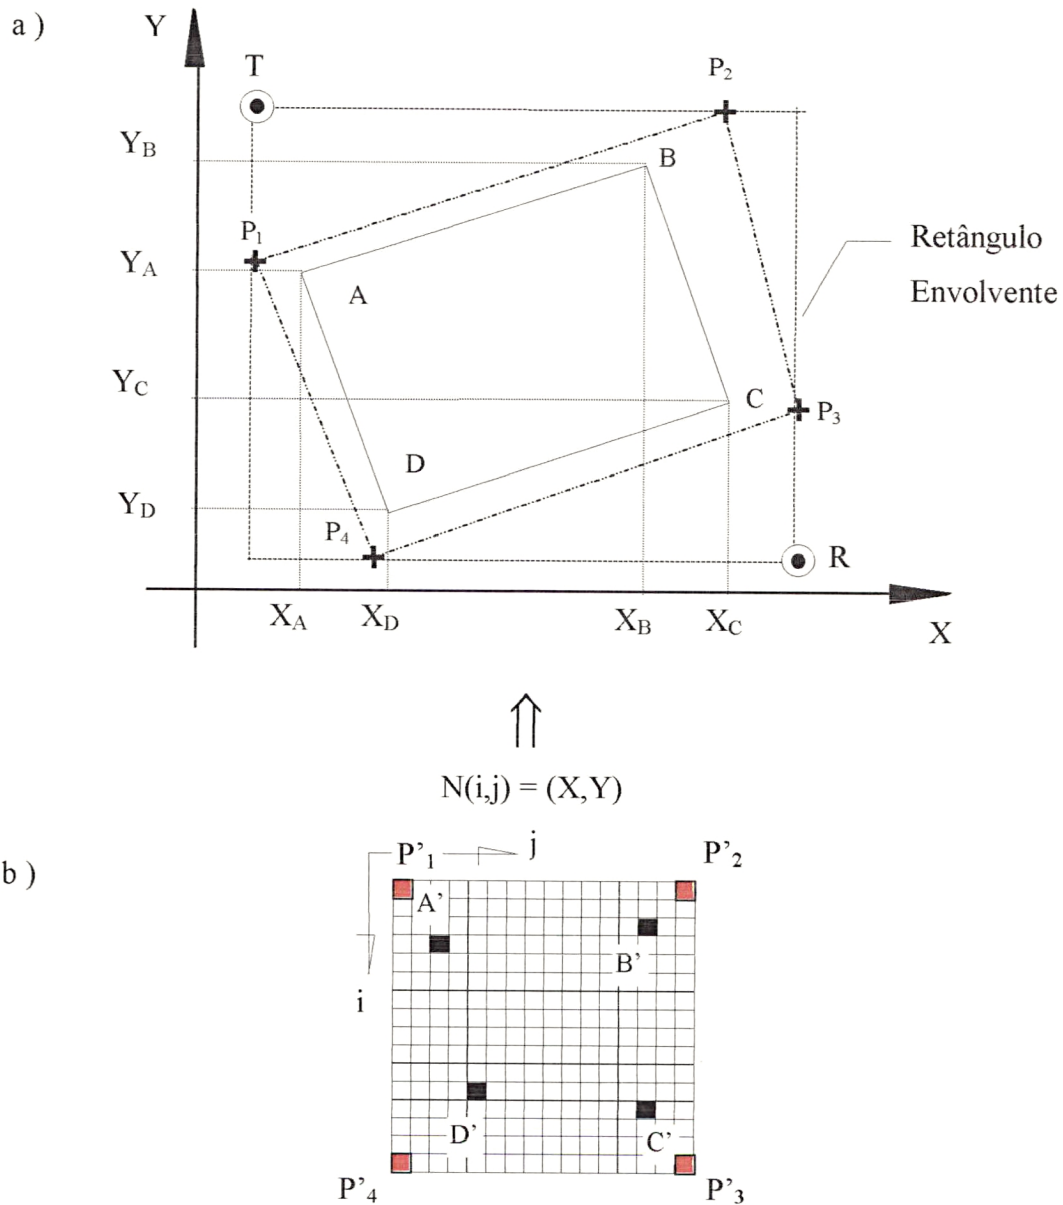 a )
Y
T
P2
YB
B
P1
Retângulo
YA
Envolvente
A
YC
C
P3
D
YD
P4
R
XA
XD
XB
XC
X
⇑
N(i,j) = (X,Y)
b )
P'1
j
P'2
A'
B'
i
D'
C'
P'4
P'3